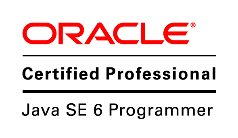 ORACLE®
Certified Professional
Java SE 6 Programmer